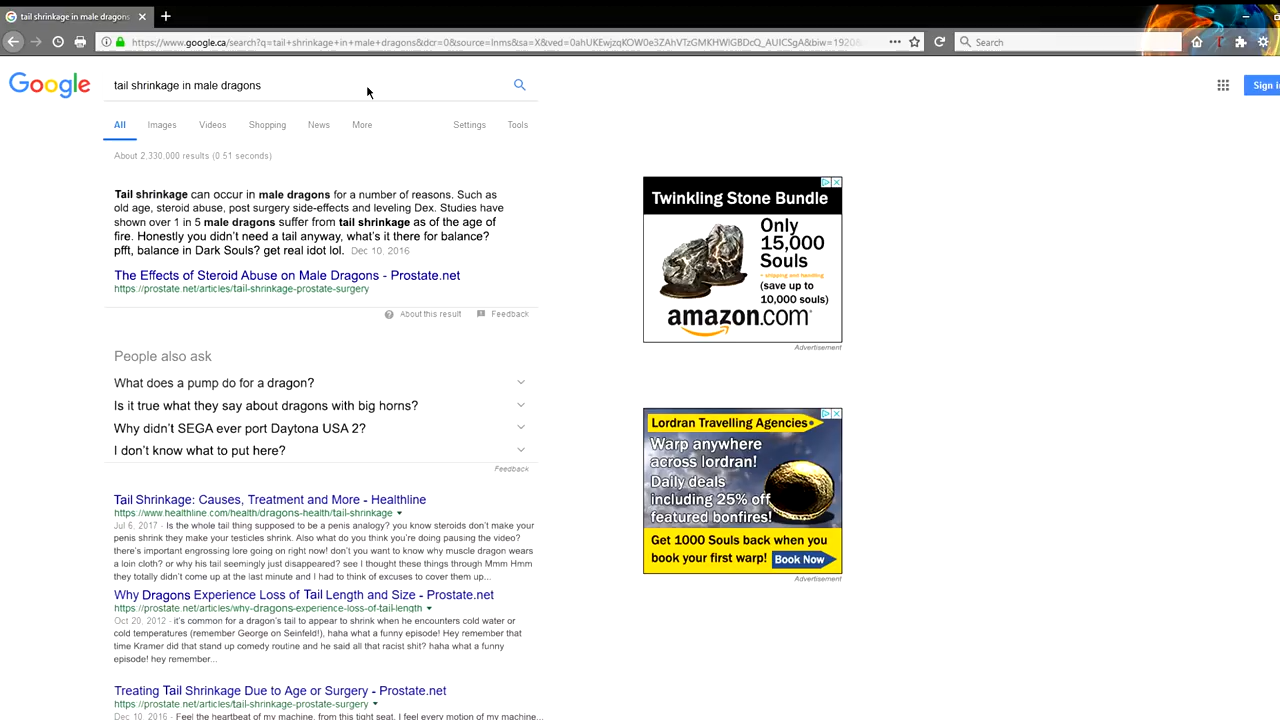 tail shrinkage in male dragons
https://www.google.ca/search?q=tail+shrinkage+in+male+dragons&dcr=0&source=lnms&sa=X&ved=0ahUKEwjzqKOW0e3ZAhVTzGMKHWlGBDcQ_AUICSgA&biw=1920&
Search
Google
tail shrinkage in male dragons
Sign in
All Images Videos Shopping News More Settings Tools
About 2,330,000 results (0.51 seconds)
Tail shrinkage can occur in male dragons for a number of reasons. Such as
old age, steroid abuse, post surgery side-effects and leveling Dex. Studies have
shown over 1 in 5 male dragons suffer from tail shrinkage as of the age of
fire. Honestly you didn't need a tail anyway, what's it there for balance?
pfft, balance in Dark Souls? get real idot lol. Dec 10, 2016
The Effects of Steroid Abuse on Male Dragons - Prostate.net
https://prostate.net/articles/tail-shrinkage-prostate-surgery
About this result Feedback
People also ask
What does a pump do for a dragon?
Is it true what they say about dragons with big horns?
Why didn't SEGA ever port Daytona USA 2?
I don't know what to put here?
Feedback
Tail Shrinkage: Causes, Treatment and More - Healthline
https://www.healthline.com/health/dragons-health/tail-shrinkage
Jul 6, 2017 - Is the whole tail thing supposed to be a penis analogy? you know steroids don't make your
penis shrink they make your testicles shrink. Also what do you think you're doing pausing the video?
there's important engrossing lore going on right now! don't you want to know why muscle dragon wears
a loin cloth? or why his tail seemingly just disappeared? see I thought these things through Mmm Hmm
they totally didn't come up at the last minute and I had to think of excuses to cover them up...
Why Dragons Experience Loss of Tail Length and Size - Prostate.net
https://prostate.net/articles/why-dragons-experience-loss-of-tail-length
Oct 20, 2012 - it's common for a dragon's tail to appear to shrink when he encounters cold water or
cold temperatures (remember George on Seinfeld!), haha what a funny episode! Hey remember that
time Kramer did that stand up comedy routine and he said all that racist shit? haha what a funny
episode! hey remember...
Treating Tail Shrinkage Due to Age or Surgery - Prostate.net
https://prostate.net/articles/tail-shrinkage-prostate-surgery
Dec 10, 2016 - Feel the heartbeat of my machine, from this tight seat, I feel every motion of my machine...
Twinkling Stone Bundle
Only
15,000
Souls
+ shipping and handling
(save up to
10,000 souls)
amazon.com
Advertisement
Lordran Travelling Agencies
Warp anywhere
across lordran!
Daily deals
including 25% off
featured bonfires!
Get 1000 Souls back when you
book your first warp! Book Now
Advertisement